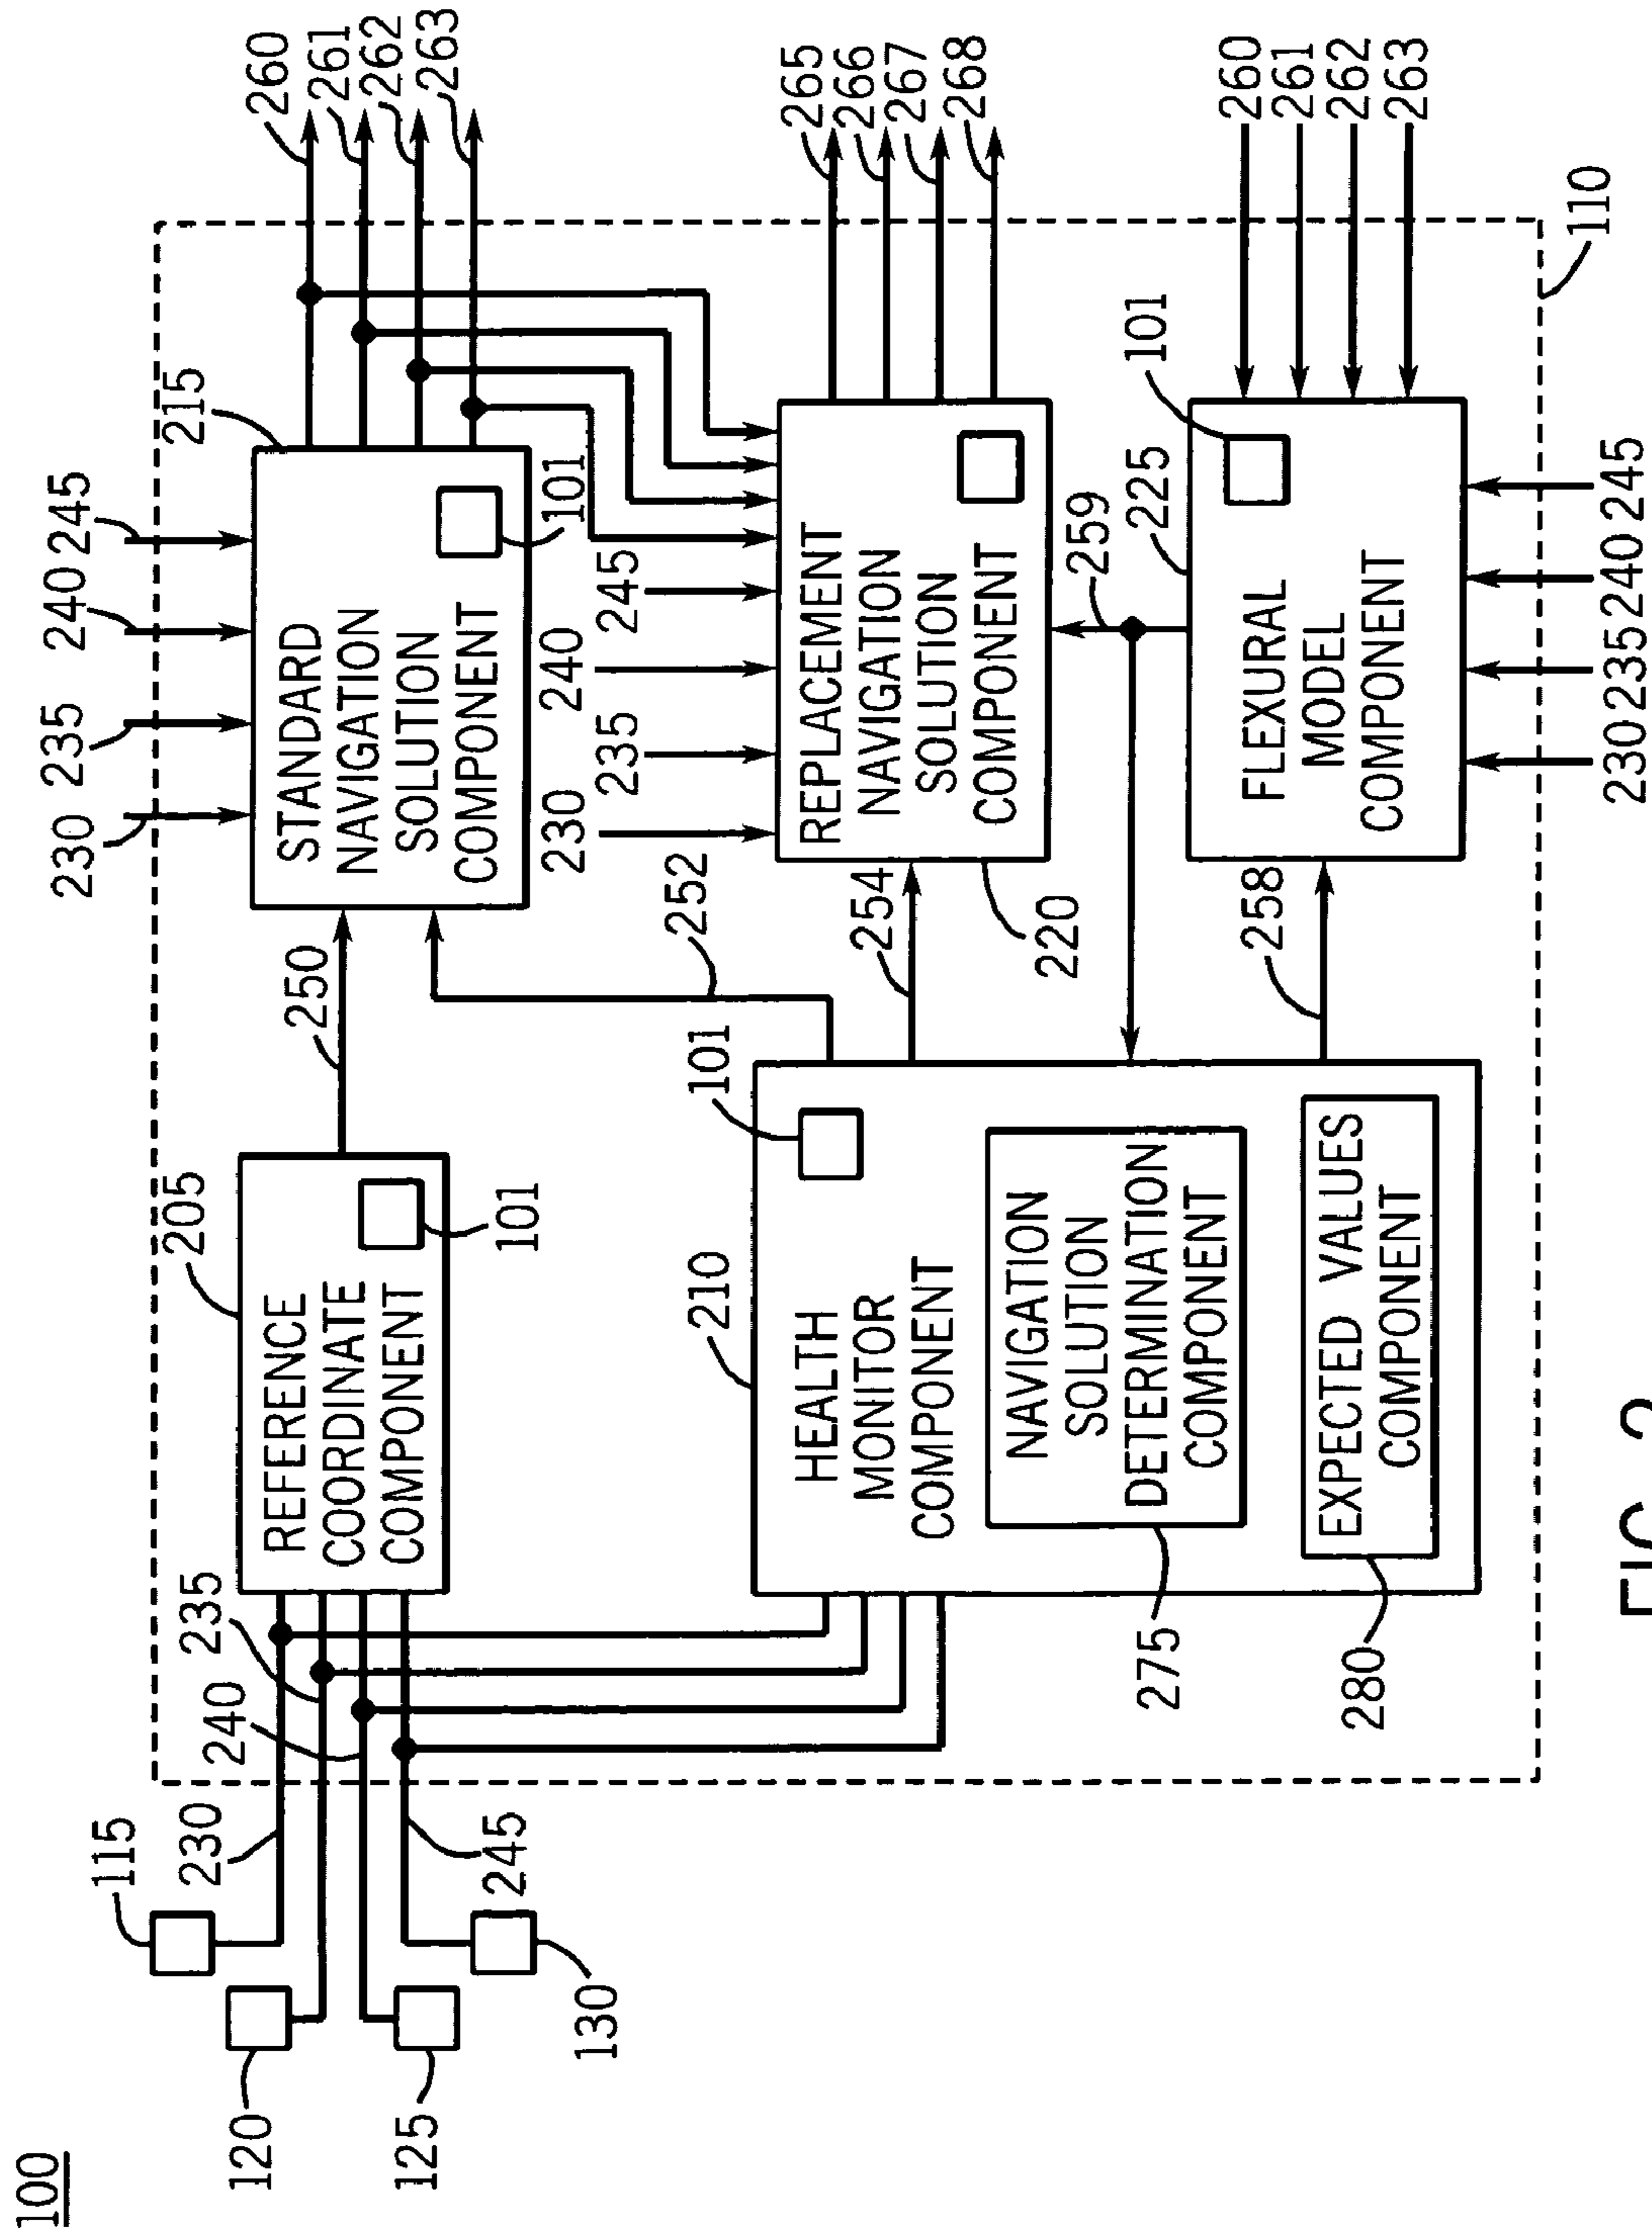 100
115
120
125
130
230
235
240
245
205
REFERENCE
COORDINATE
COMPONENT
101
250
230
235
240
245
215
STANDARD
NAVIGATION
SOLUTION
COMPONENT
101
260
261
262
263
210
HEALTH
MONITOR
COMPONENT
101
NAVIGATION
SOLUTION
DETERMINATION
COMPONENT
275
EXPECTED VALUES
COMPONENT
280
252
254
258
230
235
240
245
REPLACEMENT
NAVIGATION
SOLUTION
COMPONENT
220
265
266
267
268
259
225
FLEXURAL
MODEL
COMPONENT
101
260
261
262
263
230
235
240
245
110